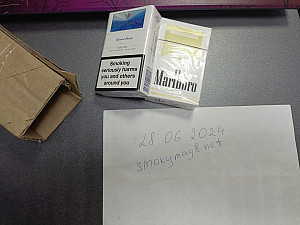 Smoking
seriously harms
you and others
around you
Marlboro
28 06 2024
smokymag8.net